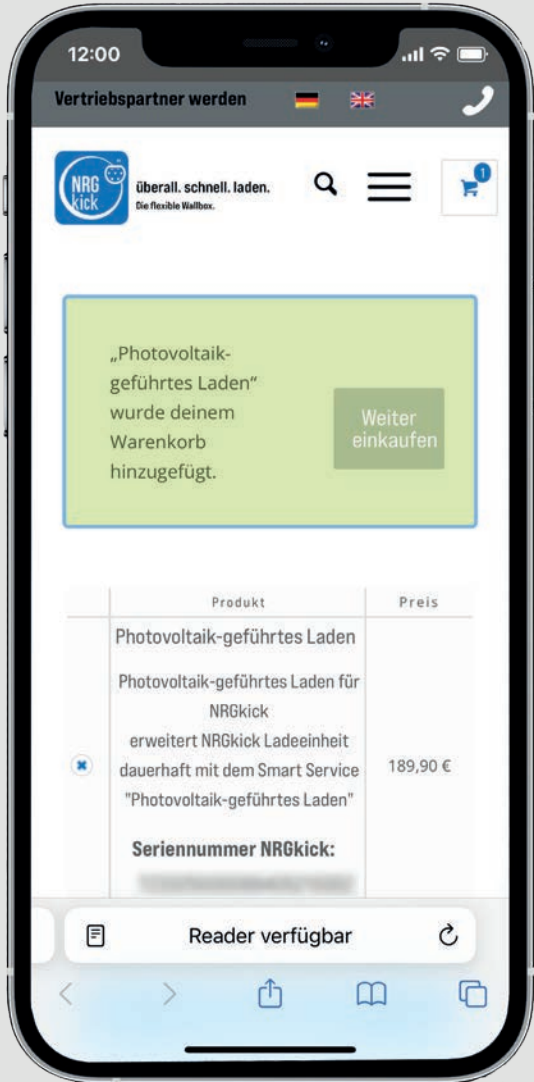 12:00
Vertriebspartner werden
NRG
kick
überall. schnell. laden.
Die flexible Wallbox.
1
„Photovoltaik-
geführtes Laden“
wurde deinem
Warenkorb
hinzugefügt.
Weiter
einkaufen
Produkt
Preis
Photovoltaik-geführtes Laden
Photovoltaik-geführtes Laden für
NRGkick
erweitert NRGkick Ladeeinheit
dauerhaft mit dem Smart Service
"Photovoltaik-geführtes Laden"
189,90 €
Seriennummer NRGkick:
Reader verfügbar